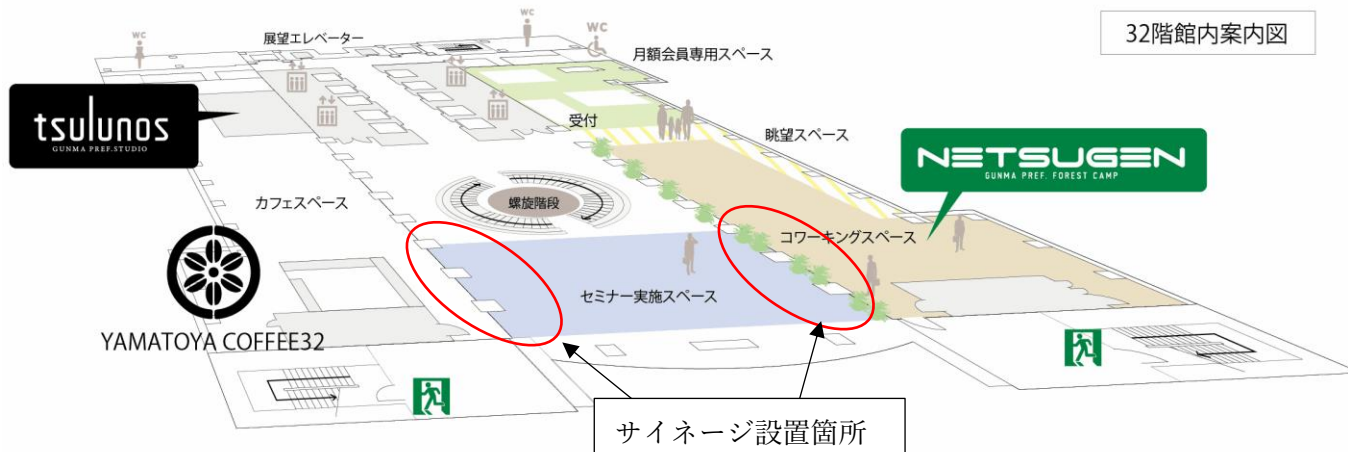 32階館内案内図
WC
WC
WC
展望エレベーター
月額会員専用スペース
tsulunos
GUNMA PREF.STUDIO
受付
眺望スペース
NETSUGEN
GUNMA PREF. FOREST CAMP
カフェスペース
螺旋階段
コワーキングスペース
セミナー実施スペース
YAMATOYA COFFEE32
サイネージ設置箇所